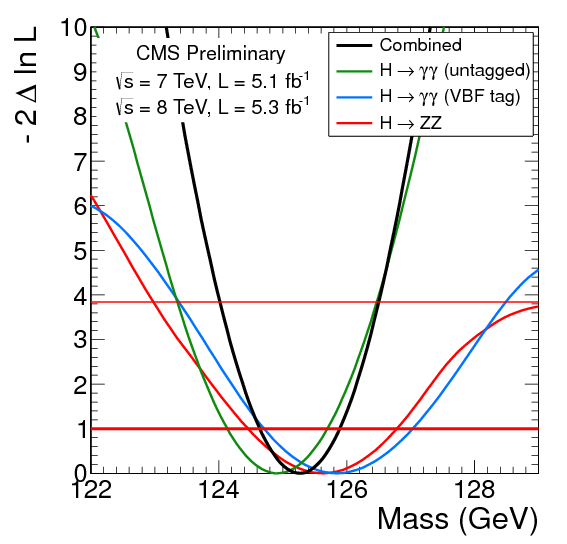 CMS Preliminary
√s = 7 TeV, L = 5.1 fb⁻¹
√s = 8 TeV, L = 5.3 fb⁻¹
Combined
H → γγ (untagged)
H → γγ (VBF tag)
H → ZZ
- 2 Δ ln L
10
9
8
7
6
5
4
3
2
1
0
122
124
126
128
Mass (GeV)